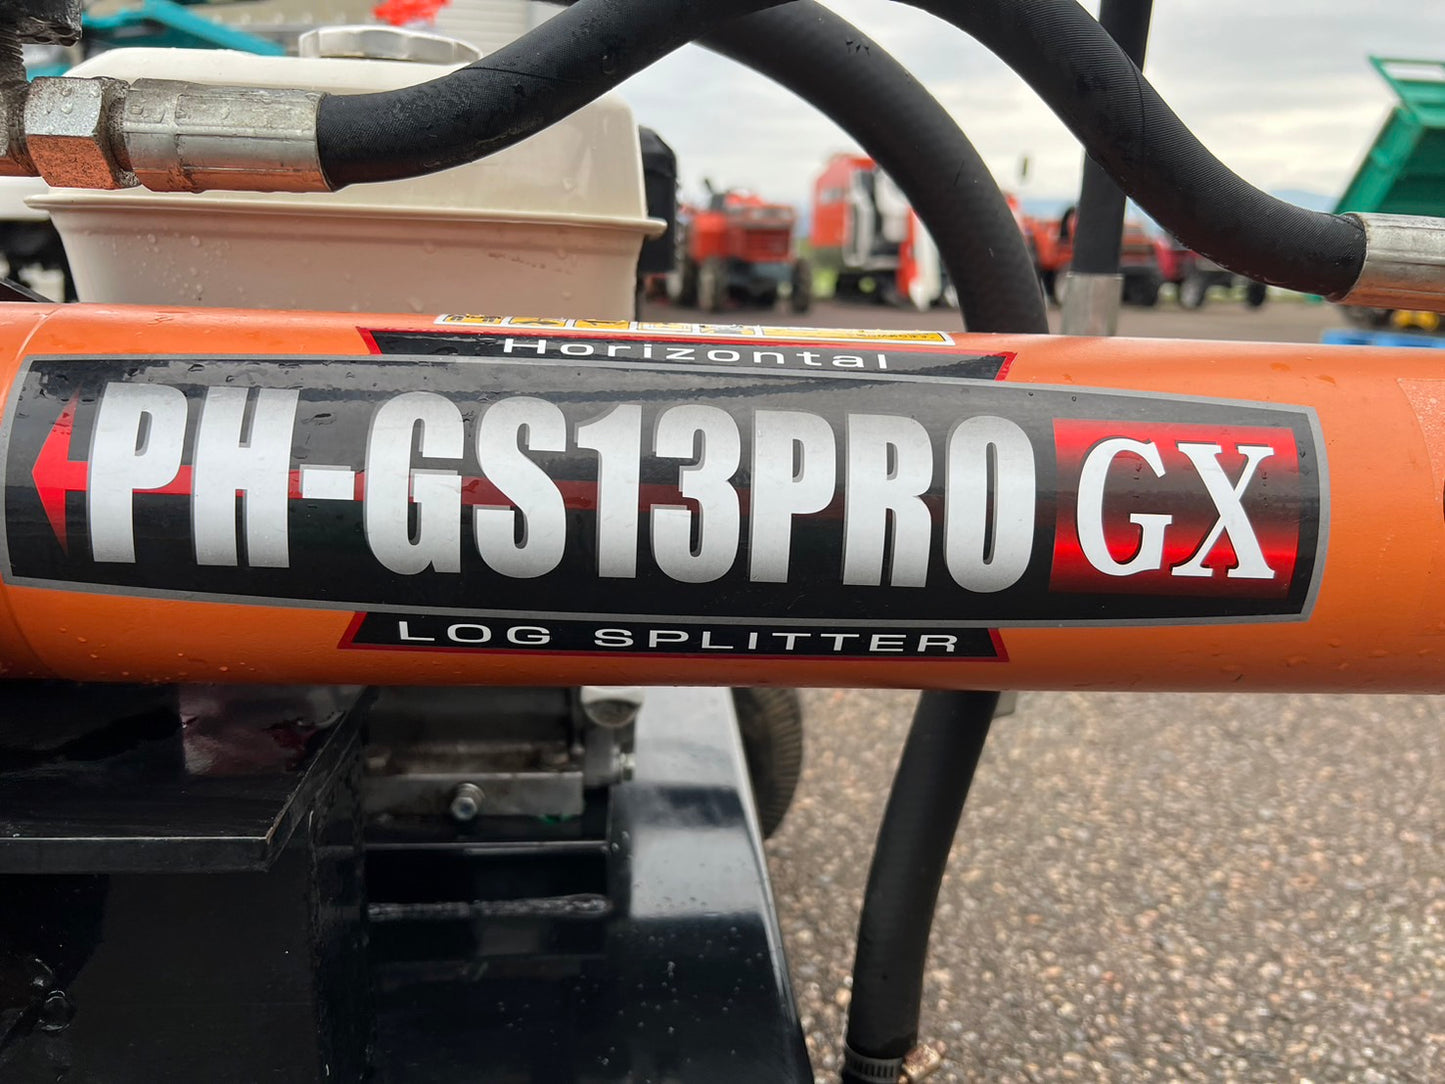 Horizontal
PH-GS13PRO GX
LOG SPLITTER